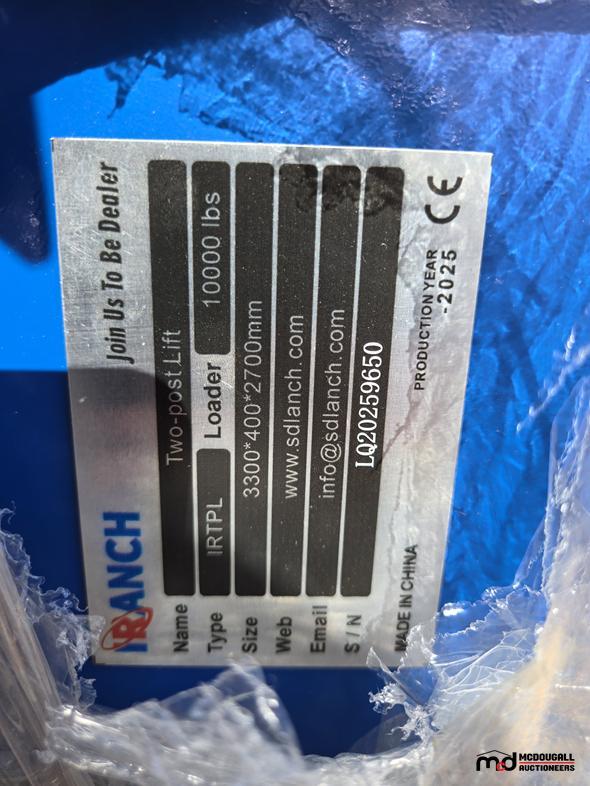 IRANCH Join Us To Be Dealer
Name Two-post Lift
Type IRTPL Loader 10000 lbs
Size 3300*400*2700mm
Web www.sdlanch.com
Email info@sdlanch.com
S / N LQ20259650
MADE IN CHINA PRODUCTION YEAR CE
-2025
md MCDOUGALL
AUCTIONEERS